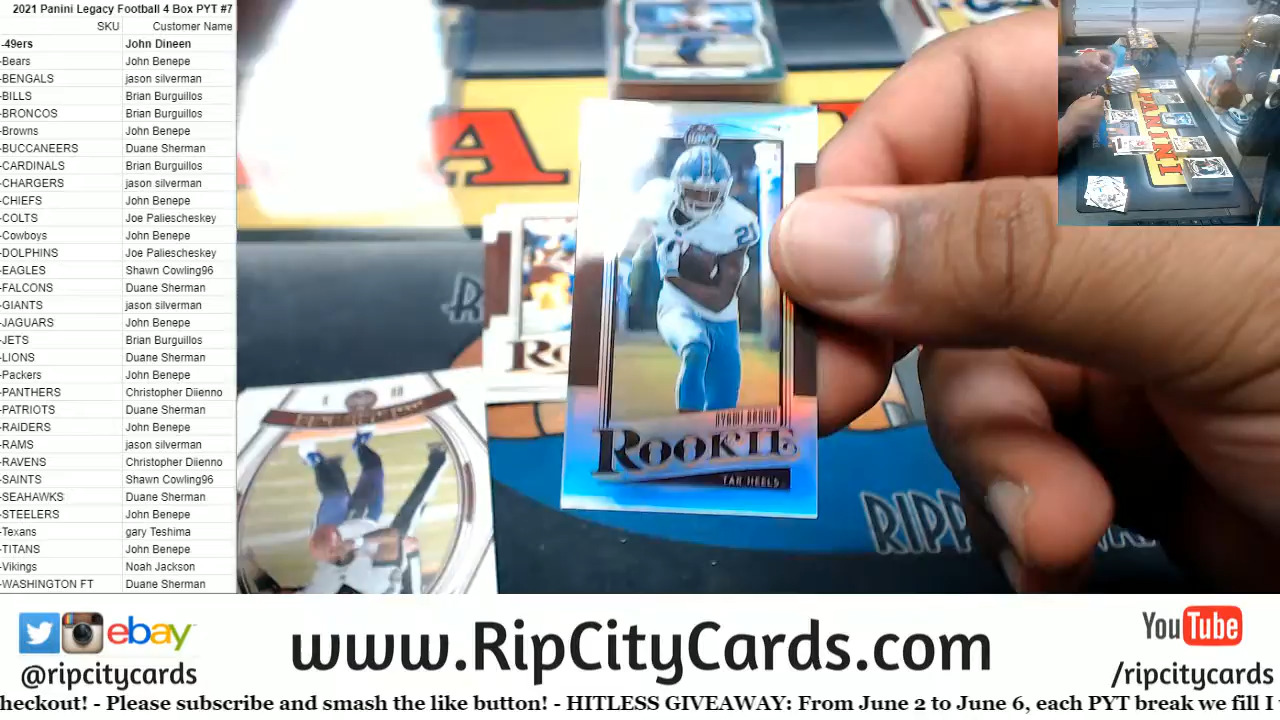 2021 Panini Legacy Football 4 Box PYT #7
SKU Customer Name
-49ers John Dineen
-Bears John Benepe
-BENGALS jason silverman
-BILLS Brian Burguillos
-BRONCOS Brian Burguillos
-Browns John Benepe
-BUCCANEERS Duane Sherman
-CARDINALS Brian Burguillos
-CHARGERS jason silverman
-CHIEFS John Benepe
-COLTS Joe Paliescheskey
-Cowboys John Benepe
-DOLPHINS Joe Paliescheskey
-EAGLES Shawn Cowling96
-FALCONS Duane Sherman
-GIANTS jason silverman
-JAGUARS John Benepe
-JETS Brian Burguillos
-LIONS Duane Sherman
-Packers John Benepe
-PANTHERS Christopher Diienno
-PATRIOTS Duane Sherman
-RAIDERS John Benepe
-RAMS jason silverman
-RAVENS Christopher Diienno
-SAINTS Shawn Cowling96
-SEAHAWKS Duane Sherman
-STEELERS John Benepe
-Texans gary Teshima
-TITANS John Benepe
-Vikings Noah Jackson
-WASHINGTON FT Duane Sherman
A
PANINI
21
DYAMI BROWN
ROOKIE
TAR HEELS
Ro
R
RIPP
ebay
@ripcitycards
www.RipCityCards.com
YouTube
/ripcitycards
heckout! - Please subscribe and smash the like button! - HITLESS GIVEAWAY: From June 2 to June 6, each PYT break we fill I